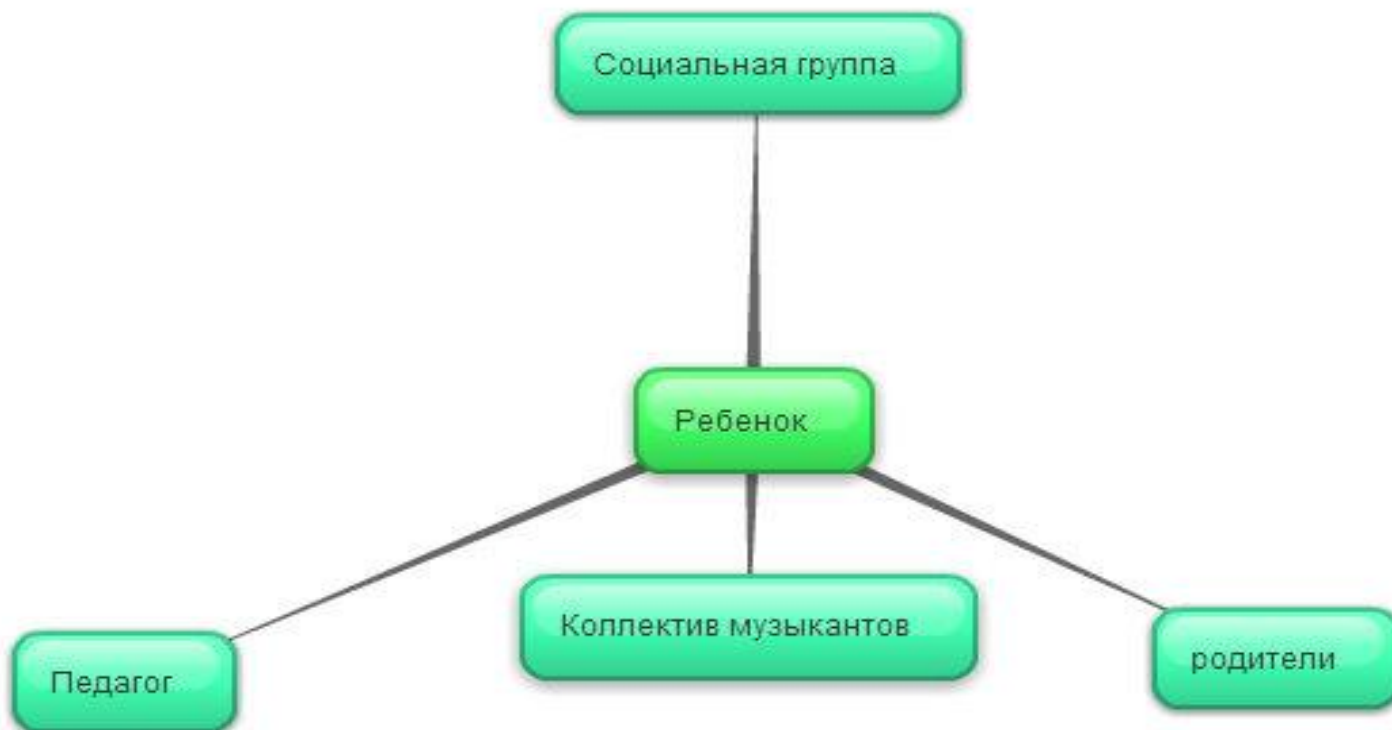 Социальная группа
Ребенок
Коллектив музыкантов
Педагог
родители